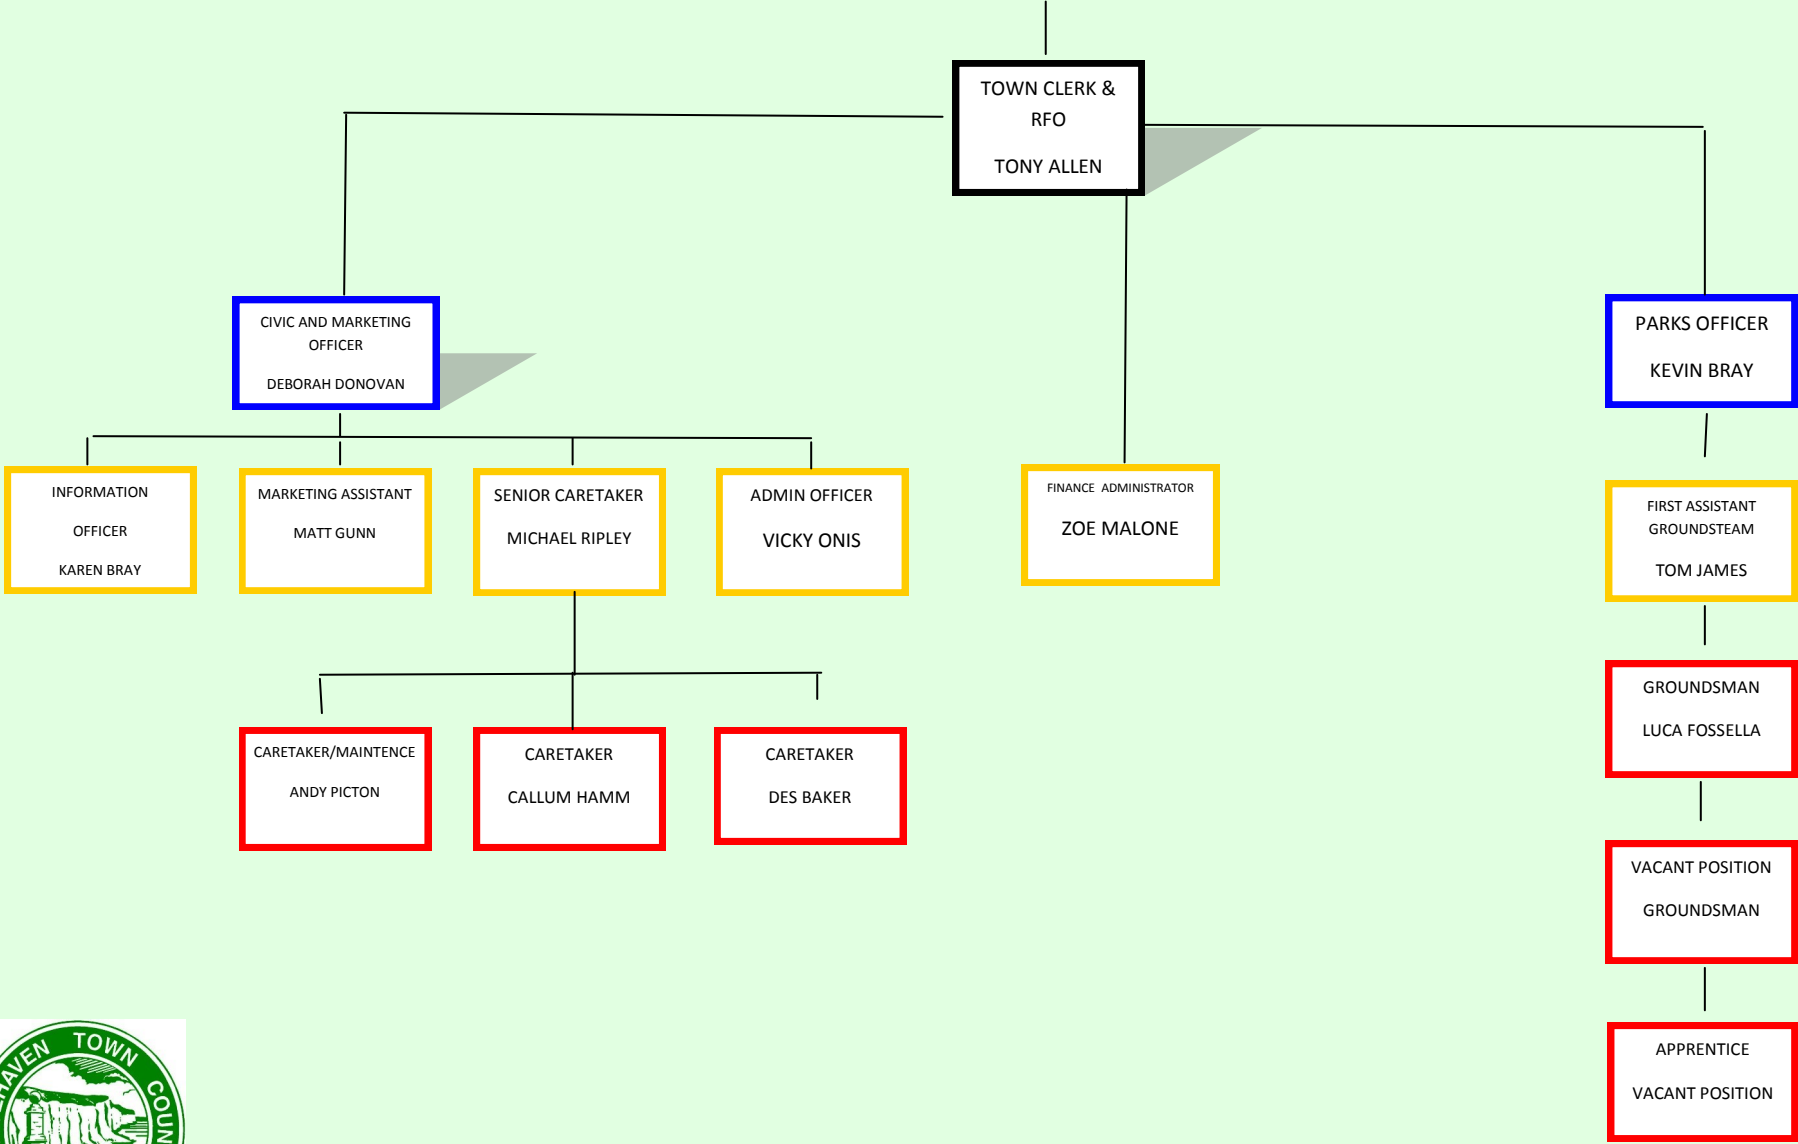 TOWN CLERK &
RFO
TONY ALLEN
CIVIC AND MARKETING
OFFICER
DEBORAH DONOVAN
PARKS OFFICER
KEVIN BRAY
INFORMATION
OFFICER
KAREN BRAY
MARKETING ASSISTANT
MATT GUNN
SENIOR CARETAKER
MICHAEL RIPLEY
ADMIN OFFICER
VICKY ONIS
FINANCE ADMINISTRATOR
ZOE MALONE
FIRST ASSISTANT
GROUNDSTEAM
TOM JAMES
CARETAKER/MAINTENCE
ANDY PICTON
CARETAKER
CALLUM HAMM
CARETAKER
DES BAKER
GROUNDSMAN
LUCA FOSSELLA
VACANT POSITION
GROUNDSMAN
APPRENTICE
VACANT POSITION
TOWN